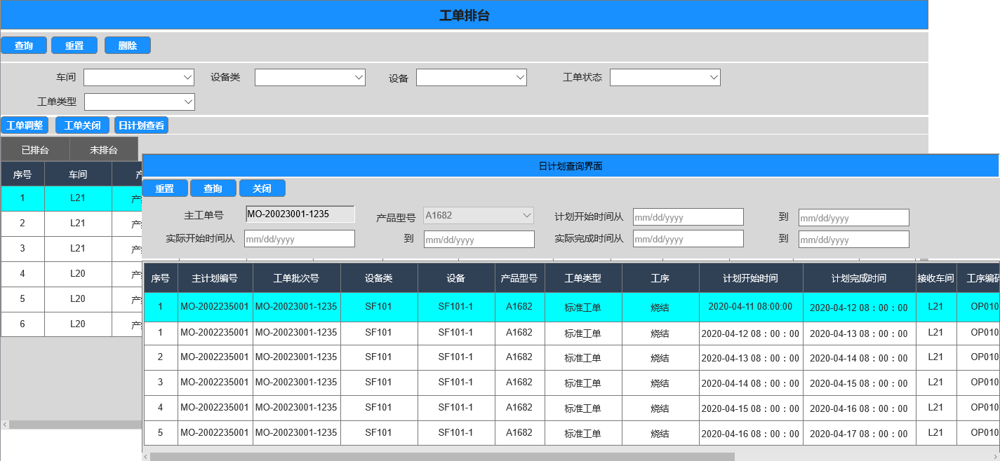 工单排台
查询 重置 删除
车间 设备类 设备 工单状态
工单类型
工单调整 工单关闭 日计划查看
已排台 未排台
序号 车间
1 L21
2 L21
3 L21
4 L20
5 L20
6 L20
日计划查询界面
重置 查询 关闭
主工单号 MO-20023001-1235 产品型号 A1682 计划开始时间从 mm/dd/yyyy 到 mm/dd/yyyy
实际开始时间从 mm/dd/yyyy 到 mm/dd/yyyy 实际完成时间从 mm/dd/yyyy 到 mm/dd/yyyy
序号 主计划编号 工单批次号 设备类 设备 产品型号 工单类型 工序 计划开始时间 计划完成时间 接收车间 工序编码
1 MO-2002235001 MO-20023001-1235 SF101 SF101-1 A1682 标准工单 烧结 2020-04-11 08:00:00 2020-04-12 08：00：00 L21 OP010
1 MO-2002235001 MO-20023001-1235 SF101 SF101-1 A1682 标准工单 烧结 2020-04-12 08：00：00 2020-04-13 08：00：00 L21 OP010
2 MO-2002235001 MO-20023001-1235 SF101 SF101-1 A1682 标准工单 烧结 2020-04-13 08：00：00 2020-04-14 08：00：00 L21 OP010
3 MO-2002235001 MO-20023001-1235 SF101 SF101-1 A1682 标准工单 烧结 2020-04-14 08：00：00 2020-04-15 08：00：00 L21 OP010
4 MO-2002235001 MO-20023001-1235 SF101 SF101-1 A1682 标准工单 烧结 2020-04-15 08：00：00 2020-04-16 08：00：00 L21 OP010
5 MO-2002235001 MO-20023001-1235 SF101 SF101-1 A1682 标准工单 烧结 2020-04-16 08：00：00 2020-04-17 08：00：00 L21 OP010